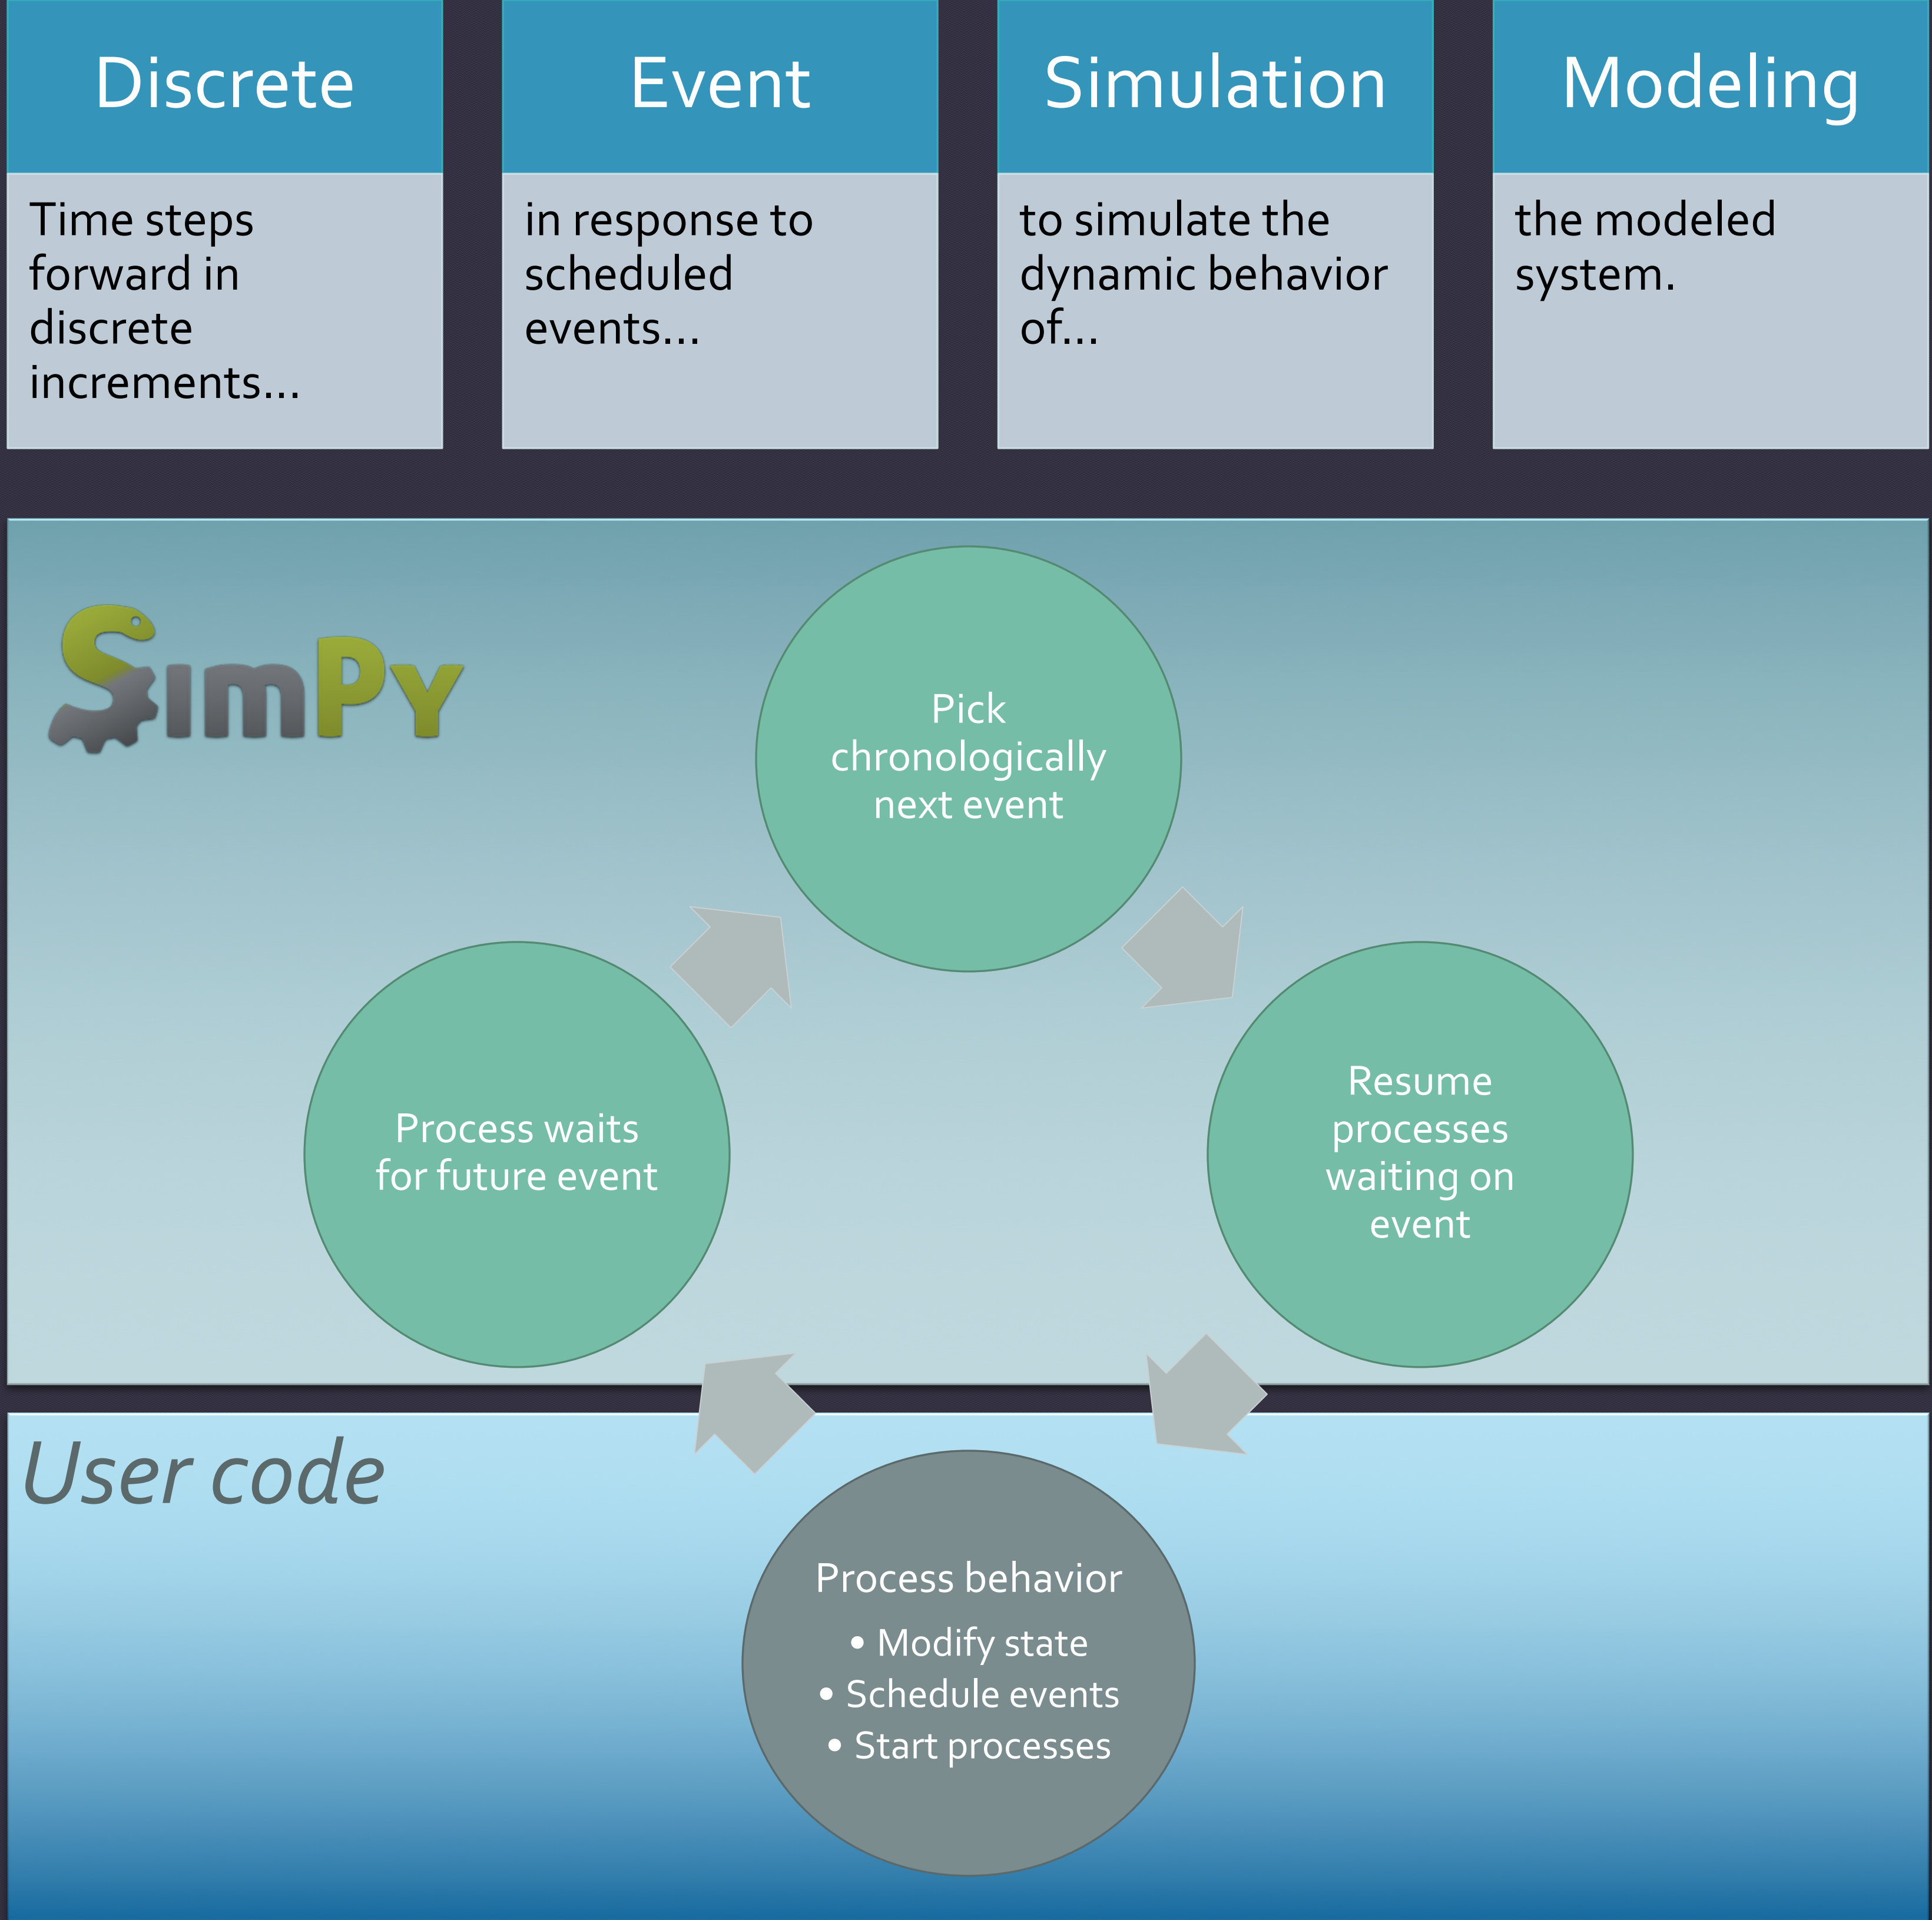 Discrete
Time steps
forward in
discrete
increments...
Event
in response to
scheduled
events...
Simulation
to simulate the
dynamic behavior
of...
Modeling
the modeled
system.
SimPy
Pick
chronologically
next event
Resume
processes
waiting on
event
Process waits
for future event
User code
Process behavior
• Modify state
• Schedule events
• Start processes